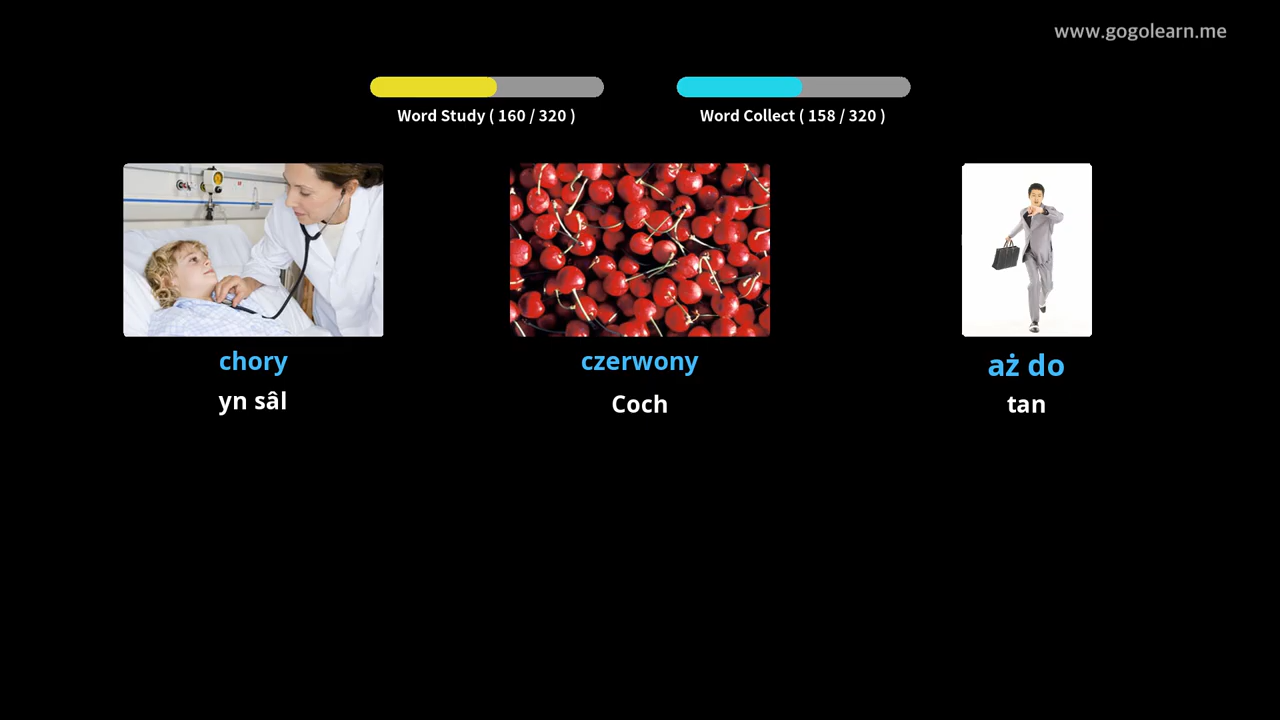 www.gogolearn.me
Word Study ( 160 / 320 )
Word Collect ( 158 / 320 )
chory
yn sâl
czerwony
Coch
aż do
tan